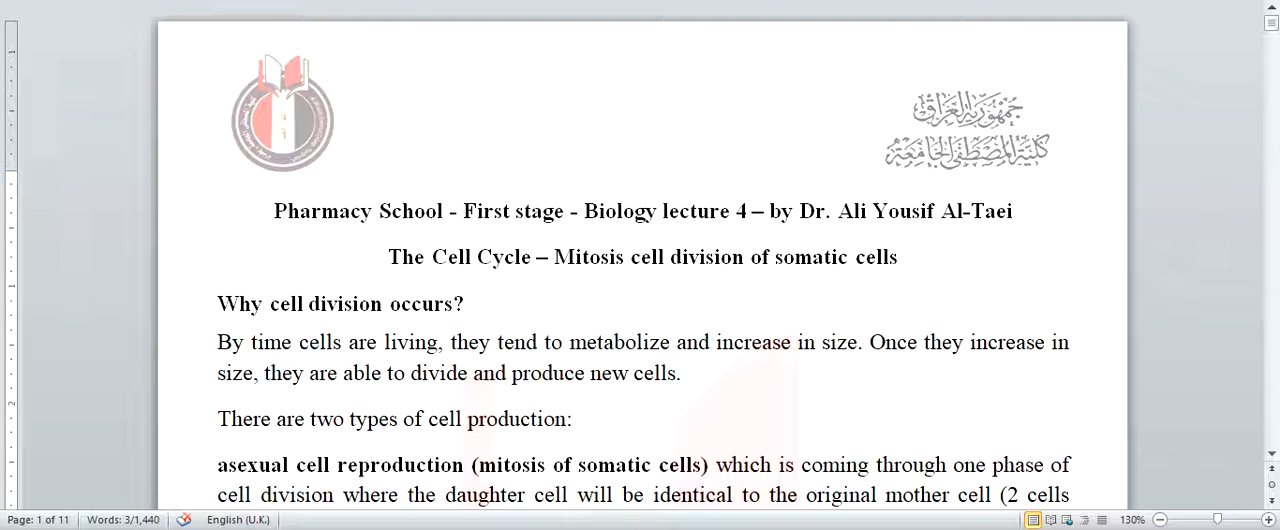 جمهورية العراق
كلية المصطفى الجامعة
Pharmacy School - First stage - Biology lecture 4 – by Dr. Ali Yousif Al-Taei
The Cell Cycle – Mitosis cell division of somatic cells
Why cell division occurs?
By time cells are living, they tend to metabolize and increase in size. Once they increase in
size, they are able to divide and produce new cells.
There are two types of cell production:
asexual cell reproduction (mitosis of somatic cells) which is coming through one phase of
cell division where the daughter cell will be identical to the original mother cell (2 cells
Page: 1 of 11 Words: 3/1,440 English (U.K.) 130%